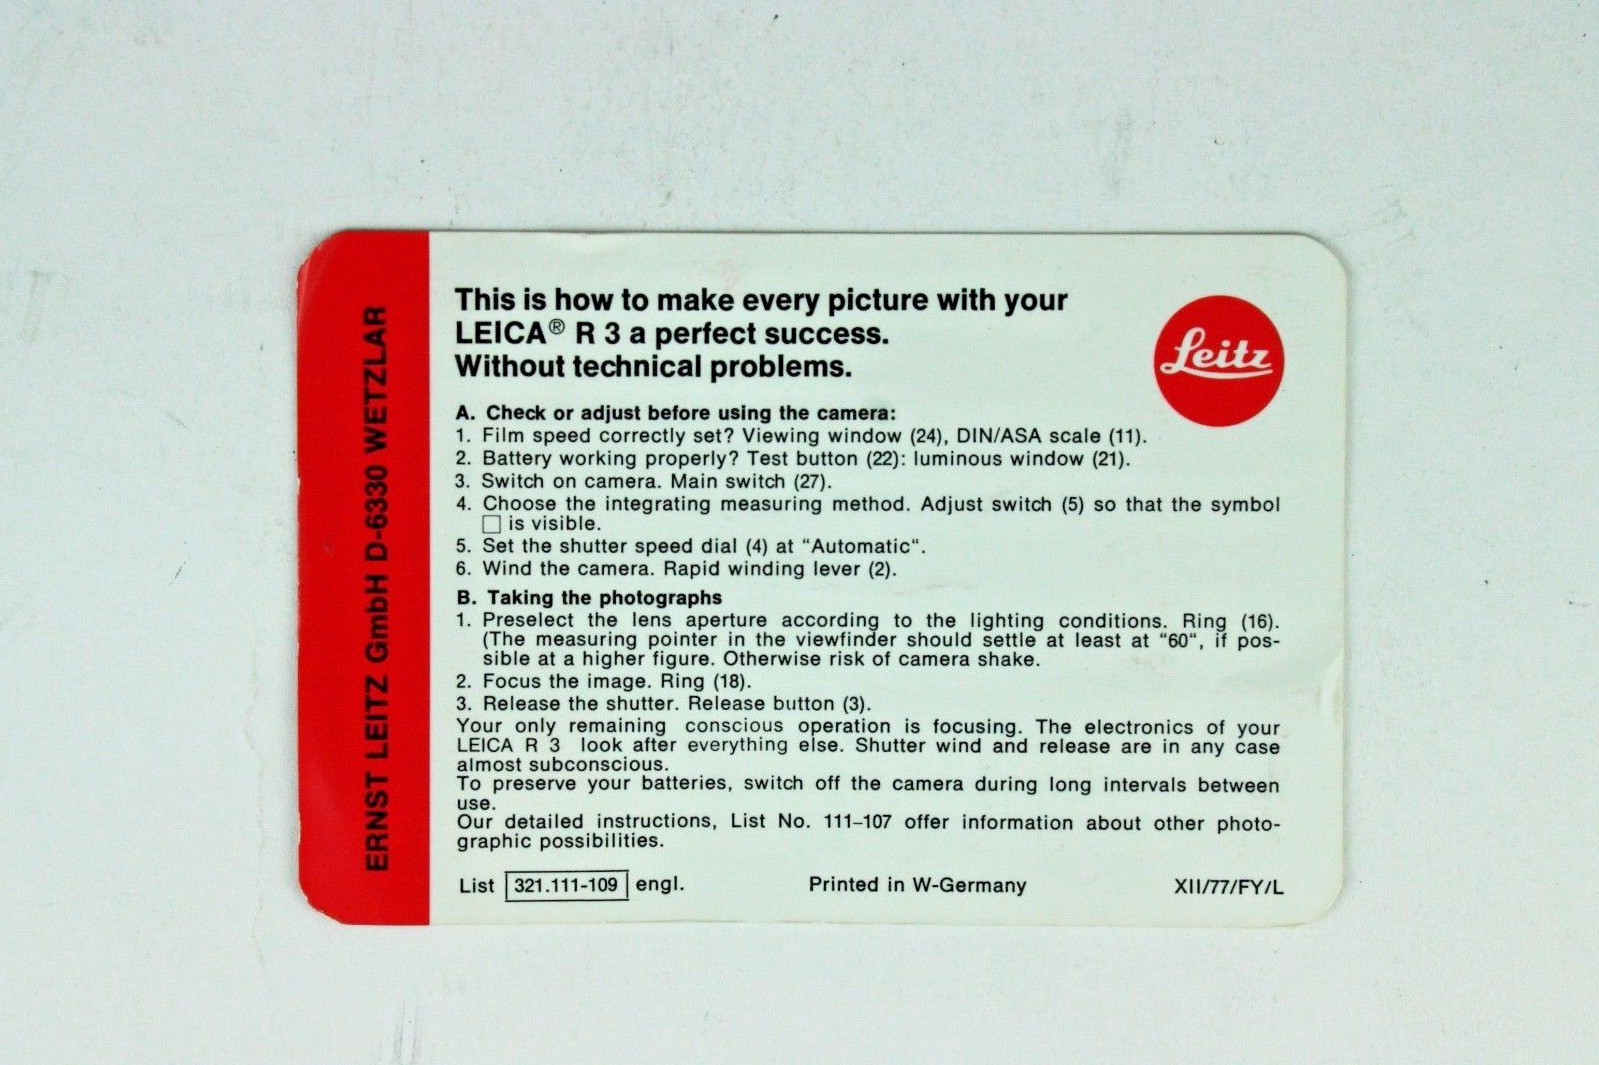 ERNST LEITZ GmbH D-6330 WETZLAR
This is how to make every picture with your
LEICA® R 3 a perfect success.
Without technical problems.
Leitz
A. Check or adjust before using the camera:
1. Film speed correctly set? Viewing window (24), DIN/ASA scale (11).
2. Battery working properly? Test button (22): luminous window (21).
3. Switch on camera. Main switch (27).
4. Choose the integrating measuring method. Adjust switch (5) so that the symbol
□ is visible.
5. Set the shutter speed dial (4) at “Automatic“.
6. Wind the camera. Rapid winding lever (2).
B. Taking the photographs
1. Preselect the lens aperture according to the lighting conditions. Ring (16).
(The measuring pointer in the viewfinder should settle at least at “60“, if pos-
sible at a higher figure. Otherwise risk of camera shake.
2. Focus the image. Ring (18).
3. Release the shutter. Release button (3).
Your only remaining conscious operation is focusing. The electronics of your
LEICA R 3 look after everything else. Shutter wind and release are in any case
almost subconscious.
To preserve your batteries, switch off the camera during long intervals between
use.
Our detailed instructions, List No. 111–107 offer information about other photo-
graphic possibilities.
List 321.111-109 engl. Printed in W-Germany XII/77/FY/L